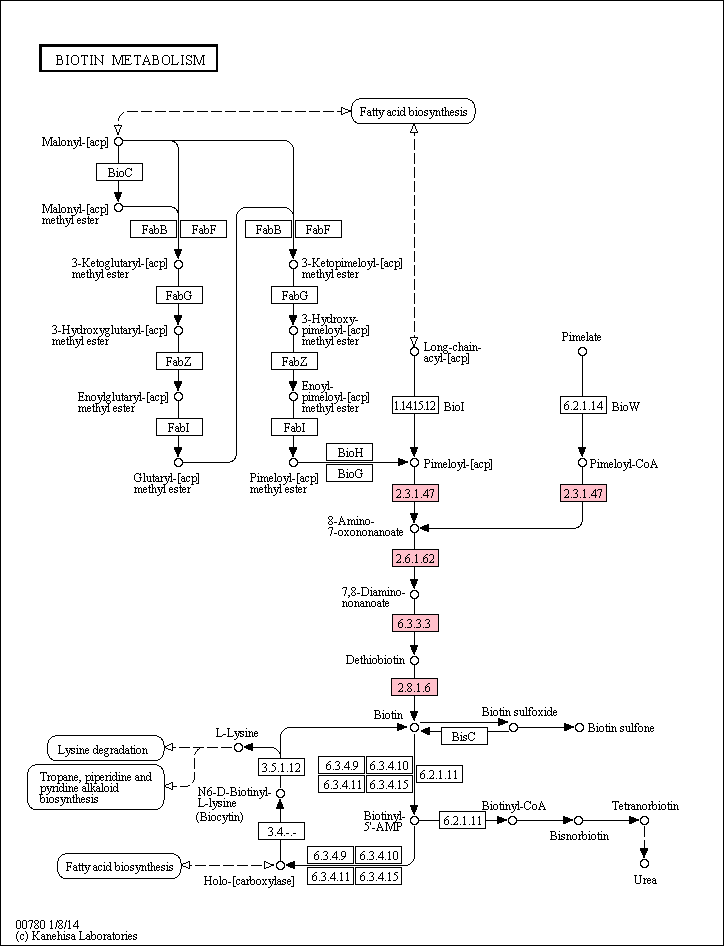 BIOTIN METABOLISM
Fatty acid biosynthesis
Malonyl-[acp]
BioC
Malonyl-[acp]
methyl ester
FabB
FabF
FabB
FabF
3-Ketoglutaryl-[acp]
methyl ester
3-Ketopimeloyl-[acp]
methyl ester
FabG
FabG
3-Hydroxyglutaryl-[acp]
methyl ester
3-Hydroxy-
pimeloyl-[acp]
methyl ester
Long-chain-
acyl-[acp]
Pimelate
FabZ
FabZ
Enoylglutaryl-[acp]
methyl ester
Enoyl-
pimeloyl-[acp]
methyl ester
1.14.15.12
BioI
6.2.1.14
BioW
FabI
FabI
BioH
BioG
Glutaryl-[acp]
methyl ester
Pimeloyl-[acp]
methyl ester
Pimeloyl-[acp]
Pimeloyl-CoA
2.3.1.47
2.3.1.47
8-Amino-
7-oxononanoate
2.6.1.62
7,8-Diamino-
nonanoate
6.3.3.3
Dethiobiotin
2.8.1.6
Biotin
Biotin sulfoxide
Biotin sulfone
BisC
L-Lysine
Lysine degradation
3.5.1.12
6.3.4.9
6.3.4.10
6.3.4.11
6.3.4.15
6.2.1.11
Tropane, piperidine and
pyridine alkaloid
biosynthesis
N6-D-Biotinyl-
L-lysine
(Biocytin)
Biotinyl-
5'-AMP
6.2.1.11
Biotinyl-CoA
Bisnorbiotin
Tetranorbiotin
3.4.-.-
Fatty acid biosynthesis
6.3.4.9
6.3.4.10
6.3.4.11
6.3.4.15
Holo-[carboxylase]
Urea
00780 1/8/14
(c) Kanehisa Laboratories